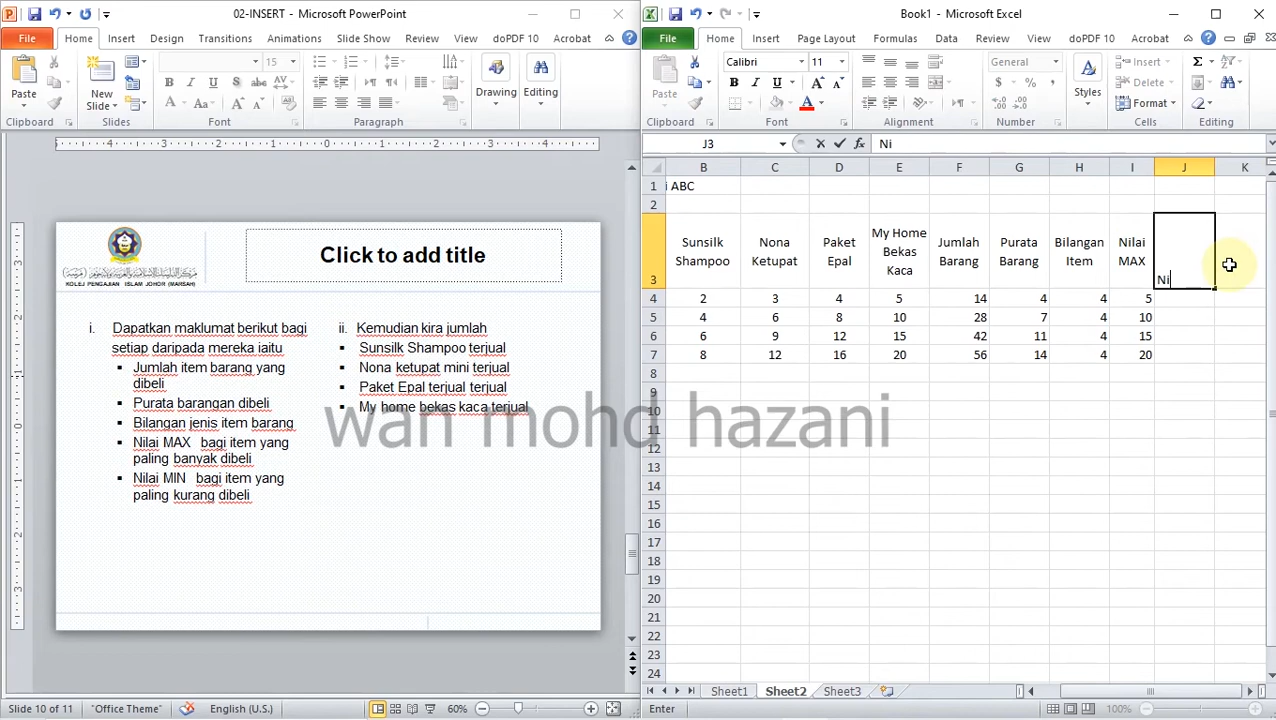 02-INSERT - Microsoft PowerPoint
File Home Insert Design Transitions Animations Slide Show Review View doPDF 10 Acrobat
Paste
New
Slide
15
Drawing
Editing
Clipboard Slides Font Paragraph
4 3 2 1 0 1 2 3 4
KOLEJ PENGAJIAN ISLAM JOHOR (MARSAH)
Click to add title
i. Dapatkan maklumat berikut bagi
setiap daripada mereka iaitu
Jumlah item barang yang
dibeli
Purata barangan dibeli
Bilangan jenis item barang
Nilai MAX bagi item yang
paling banyak dibeli
Nilai MIN bagi item yang
paling kurang dibeli
ii. Kemudian kira jumlah
Sunsilk Shampoo terjual
Nona ketupat mini terjual
Paket Epal terjual terjual
My home bekas kaca terjual
Slide 10 of 11 "Office Theme" English (U.S.) 60%
Book1 - Microsoft Excel
File Home Insert Page Layout Formulas Data Review View doPDF 10 Acrobat
Paste
Calibri 11
General
Styles
Insert
Delete
Format
Clipboard Font Alignment Number Cells Editing
J3 Ni
B C D E F G H I J K
1 i ABC
2
3 Sunsilk Shampoo Nona Ketupat Paket Epal My Home Bekas Kaca Jumlah Barang Purata Barang Bilangan Item Nilai MAX Ni
4 2 3 4 5 14 4 4 5
5 4 6 8 10 28 7 4 10
6 6 9 12 15 42 11 4 15
7 8 12 16 20 56 14 4 20
8
9
10
11
12
13
14
15
16
17
18
19
20
21
22
23
24
Sheet1 Sheet2 Sheet3
Enter 100%
wan mohd hazani